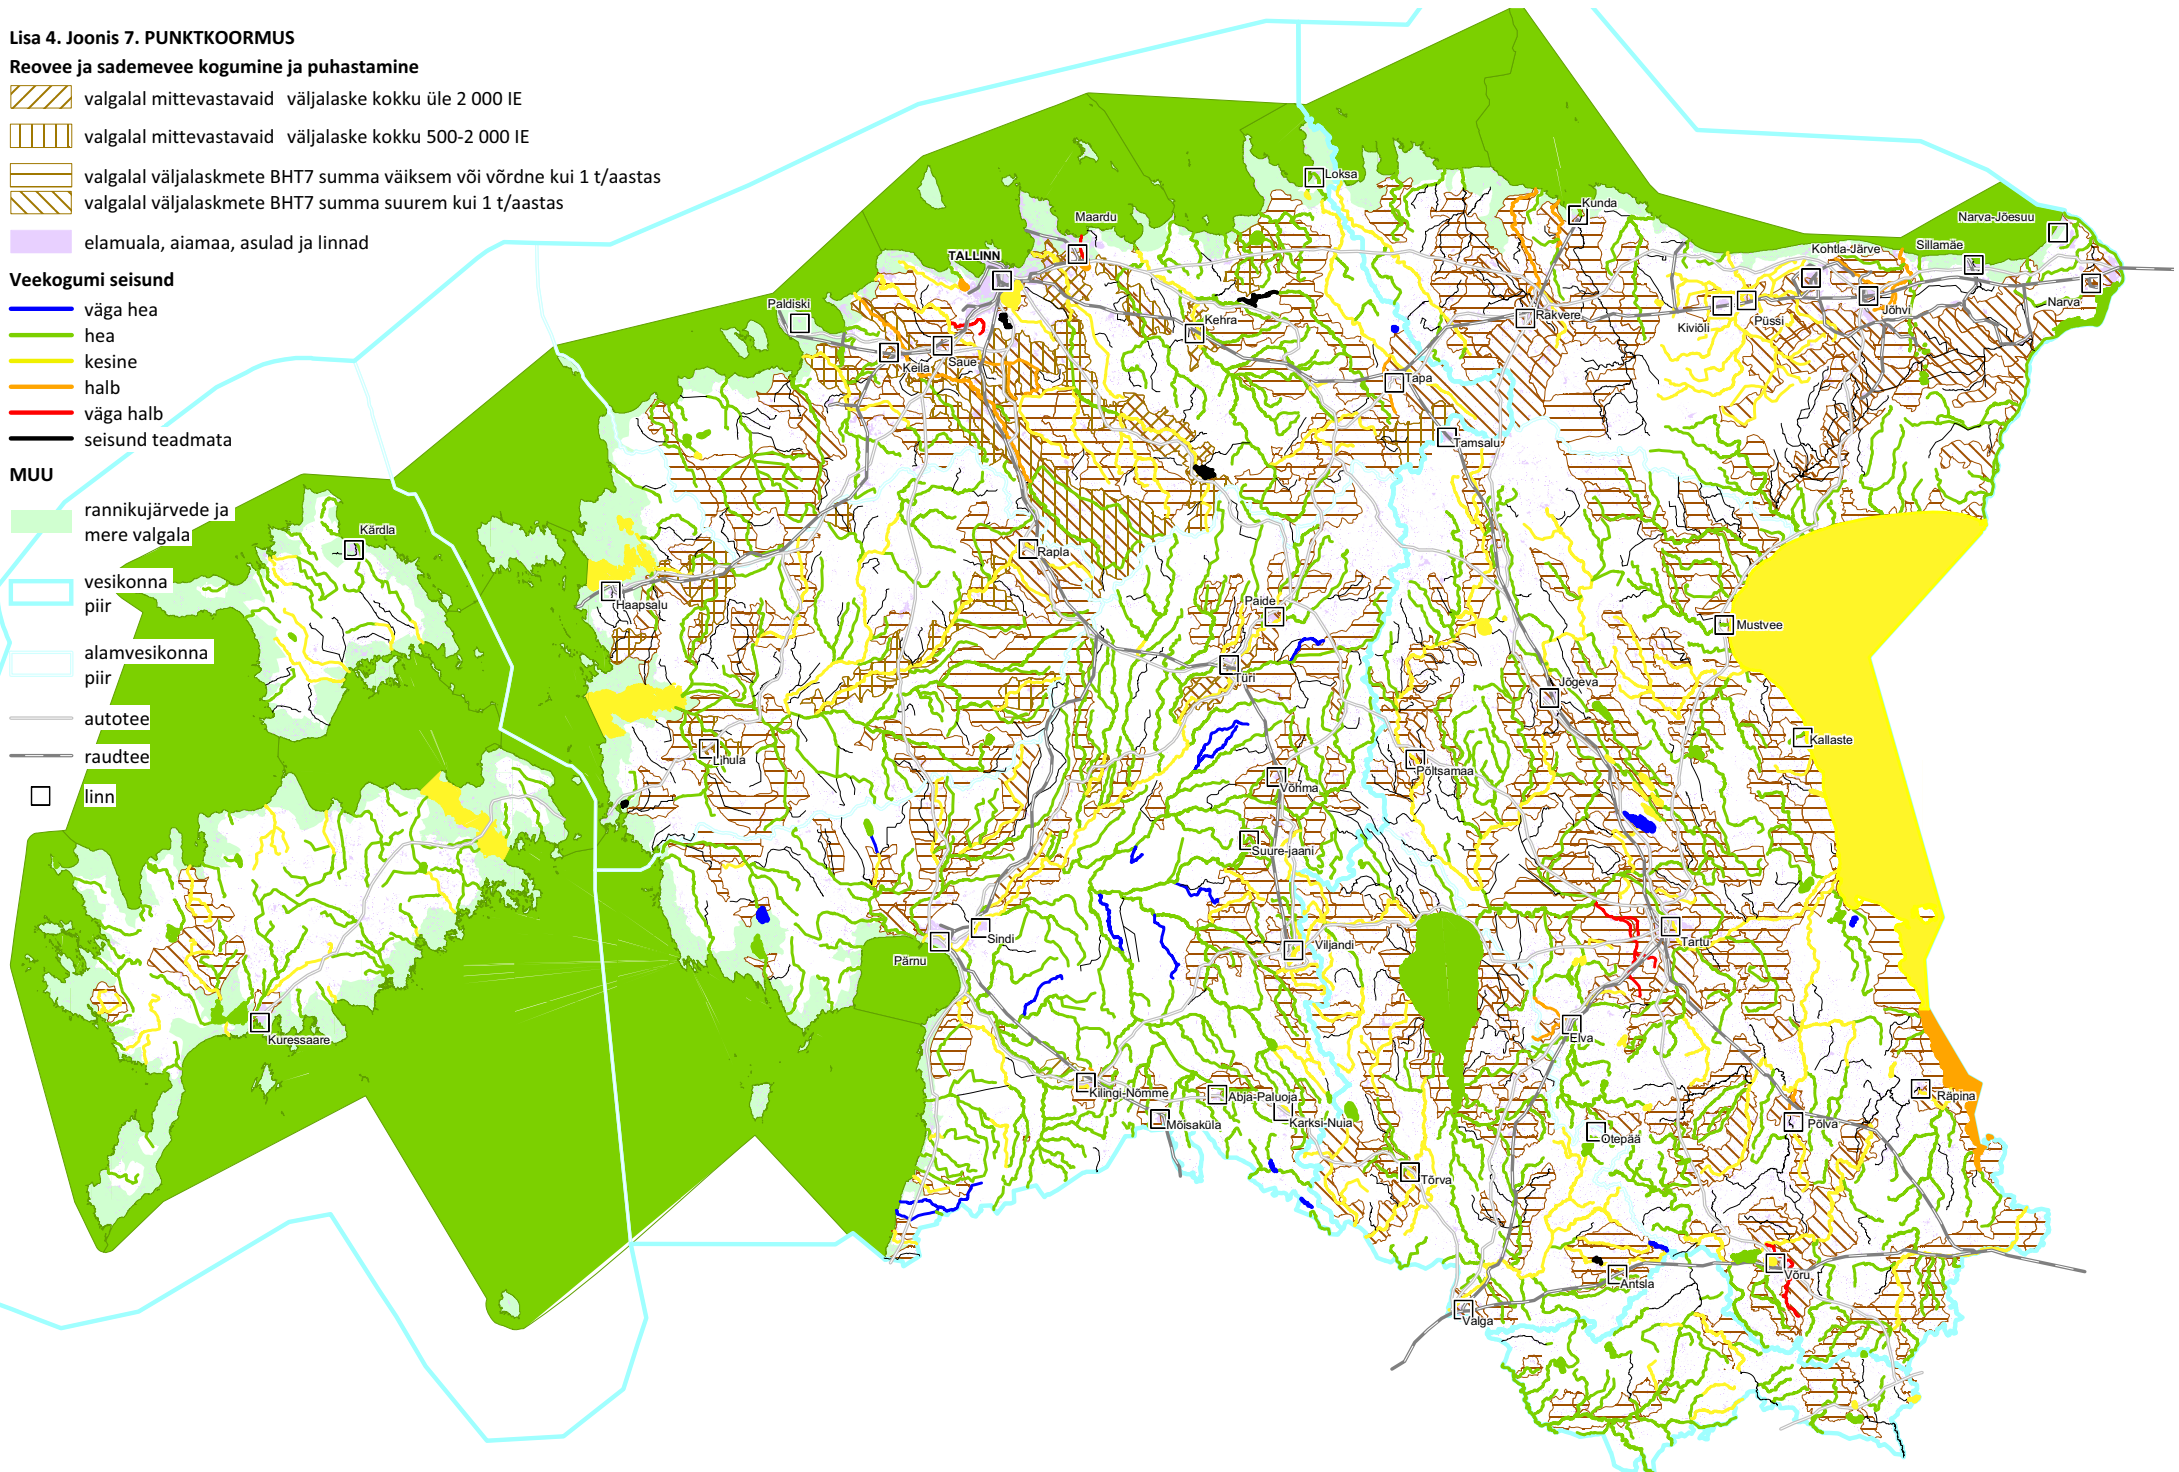 Lisa 4. Joonis 7. PUNKTKOORMUS
Reovee ja sademevee kogumine ja puhastamine
valgalal mittevastavaid väljalaske kokku üle 2 000 IE
valgalal mittevastavaid väljalaske kokku 500-2 000 IE
valgalal väljalaskmete BHT7 summa väiksem või võrdne kui 1 t/aastas
valgalal väljalaskmete BHT7 summa suurem kui 1 t/aastas
elamuala, aiamaa, asulad ja linnad
Veekogumi seisund
väga hea
hea
kesine
halb
väga halb
seisund teadmata
MUU
rannikujärvede ja
mere valgala
vesikonna
piir
alamvesikonna
piir
autotee
raudtee
linn
Loksa
Kunda
Maardu
Narva-Jõesuu
TALLINN
Kohtla-Järve
Sillamäe
Paldiski
Narva
Kehra
Rakvere
Kiviõli
Püssi
Jõhvi
Keila
Saue
Tapa
Tamsalu
Kärdla
Rapla
Haapsalu
Paide
Mustvee
Türi
Jõgeva
Lihula
Kallaste
Põltsamaa
Võhma
Suure-jaani
Sindi
Pärnu
Viljandi
Tartu
Kuressaare
Elva
Kilingi-Nõmme
Abja-Paluoja
Räpina
Mõisaküla
Karksi-Nuia
Põlva
Otepää
Tõrva
Võru
Antsla
Valga